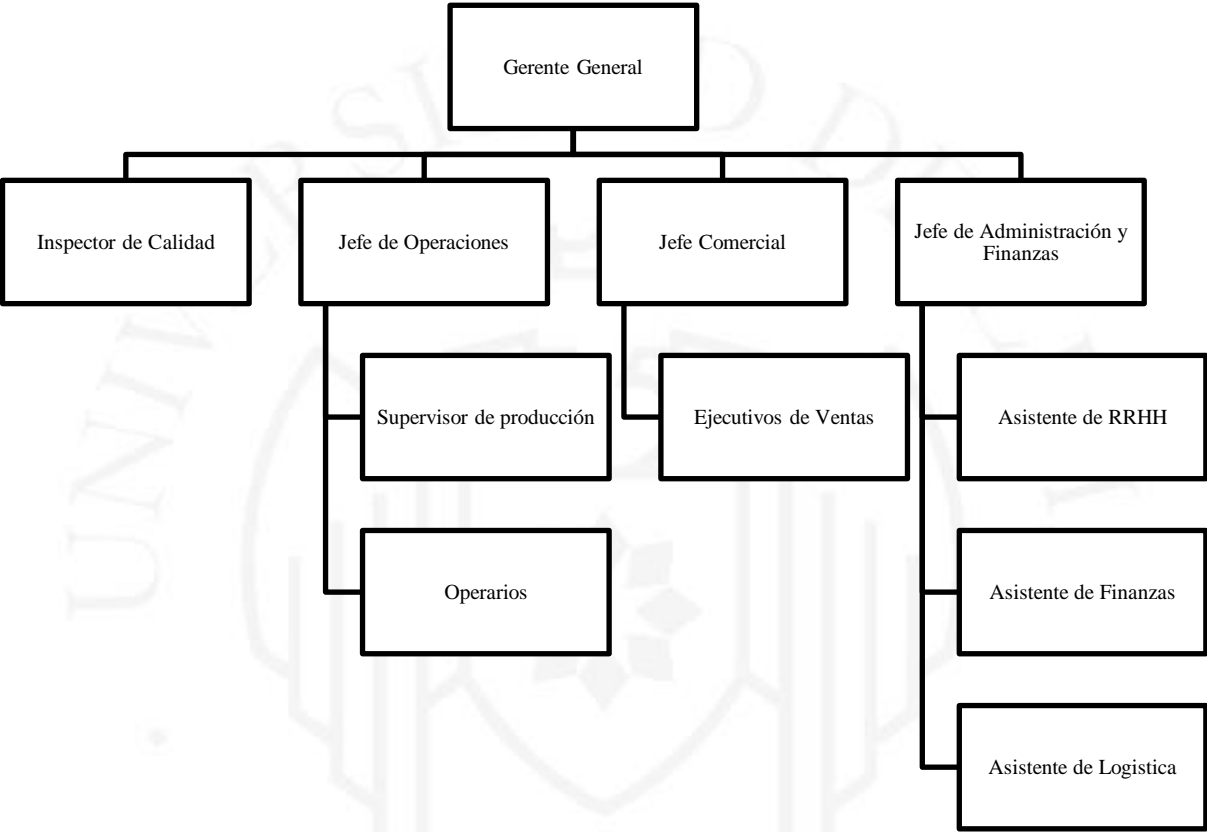 Gerente General
Inspector de Calidad
Jefe de Operaciones
Jefe Comercial
Jefe de Administración y
Finanzas
Supervisor de producción
Ejecutivos de Ventas
Asistente de RRHH
Operarios
Asistente de Finanzas
Asistente de Logistica